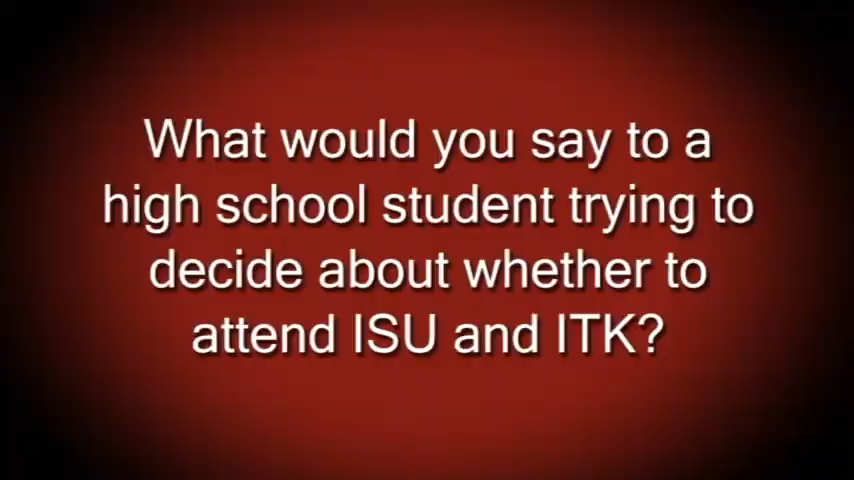 What would you say to a
high school student trying to
decide about whether to
attend ISU and ITK?